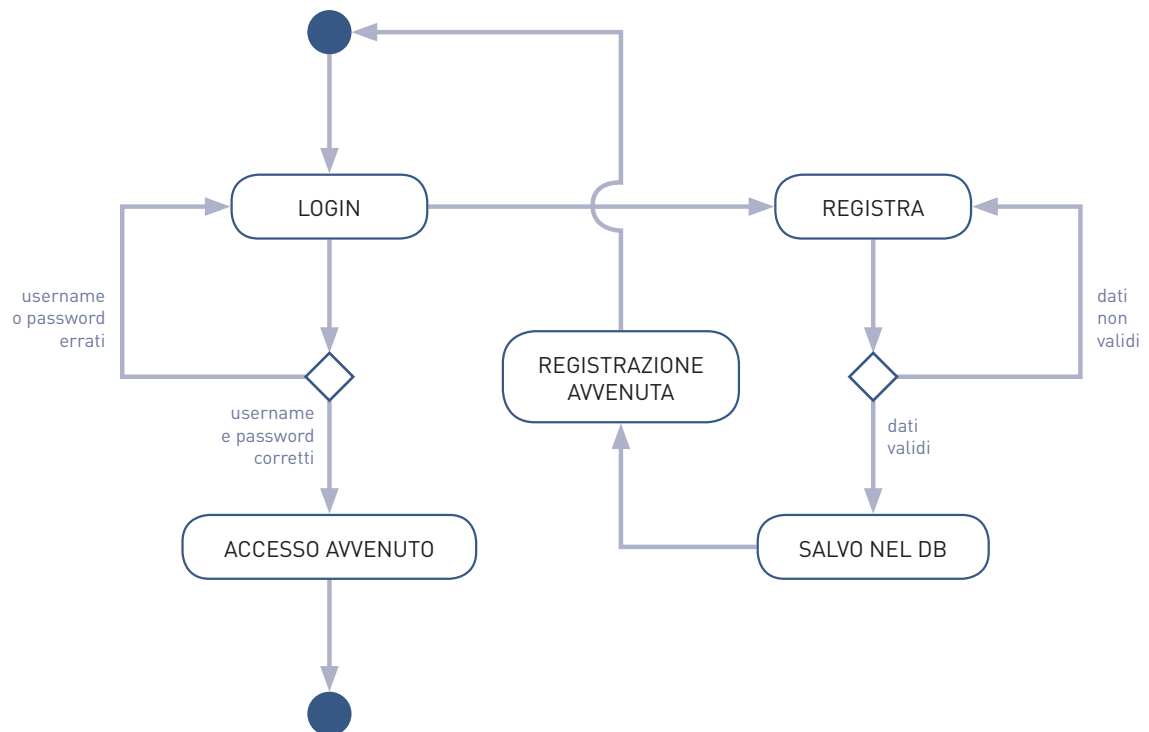 LOGIN
REGISTRA
username
o password
errati
dati
non
validi
REGISTRAZIONE
AVVENUTA
username
e password
corretti
dati
validi
ACCESSO AVVENUTO
SALVO NEL DB